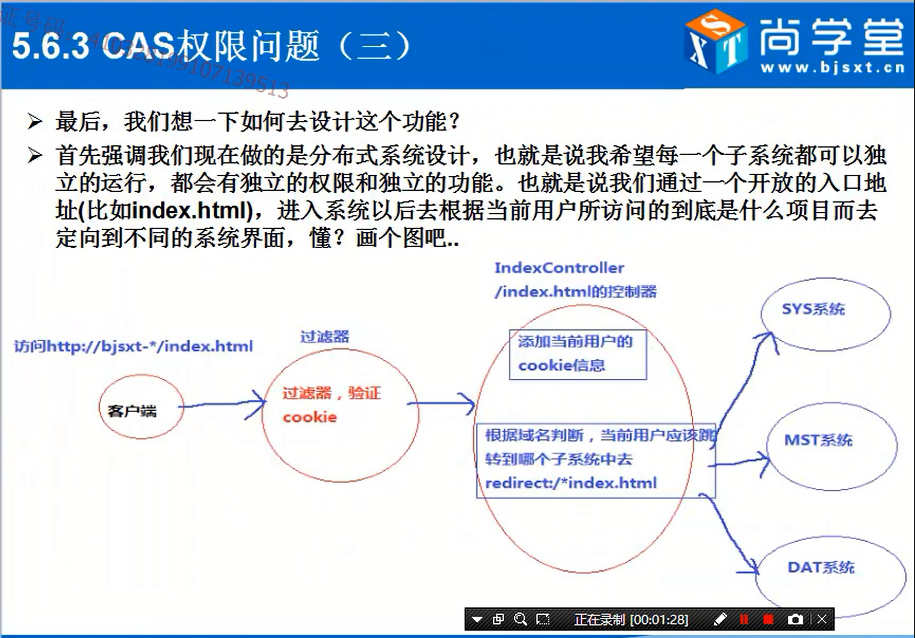 5.6.3 CAS权限问题（三）
尚学堂
www.bjsxt.cn
最后，我们想一下如何去设计这个功能？
首先强调我们现在做的是分布式系统设计，也就是说我希望每一个子系统都可以独
立的运行，都会有独立的权限和独立的功能。也就是说我们通过一个开放的入口地
址(比如index.html)，进入系统以后去根据当前用户所访问的到底是什么项目而去
定向到不同的系统界面，懂？画个图吧..
IndexController
/index.html的控制器
SYS系统
访问http://bjsxt-*/index.html
过滤器
添加当前用户的
cookie信息
过滤器，验证
cookie
客户端
根据域名判断，当前用户应该跳
转到哪个子系统中去
redirect:/*index.html
MST系统
DAT系统
正在录制 [00:01:28]